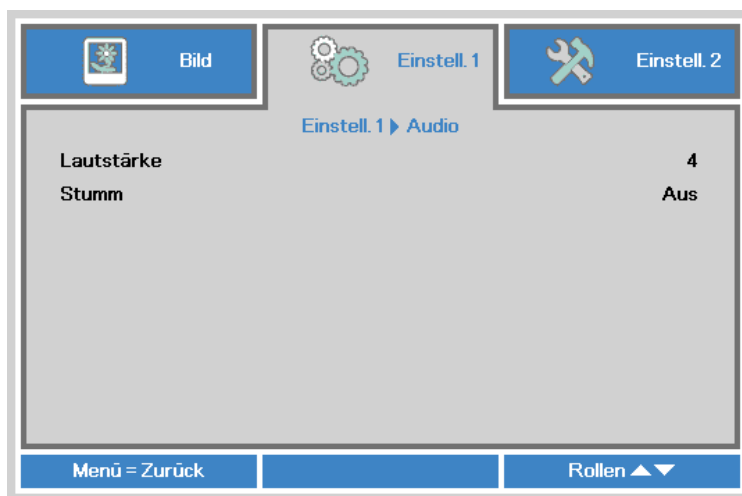 Bild
Einstell. 1
Einstell. 2
Einstell. 1 ▶ Audio
Lautstärke 4
Stumm Aus
Menü = Zurück
Rollen ▲▼